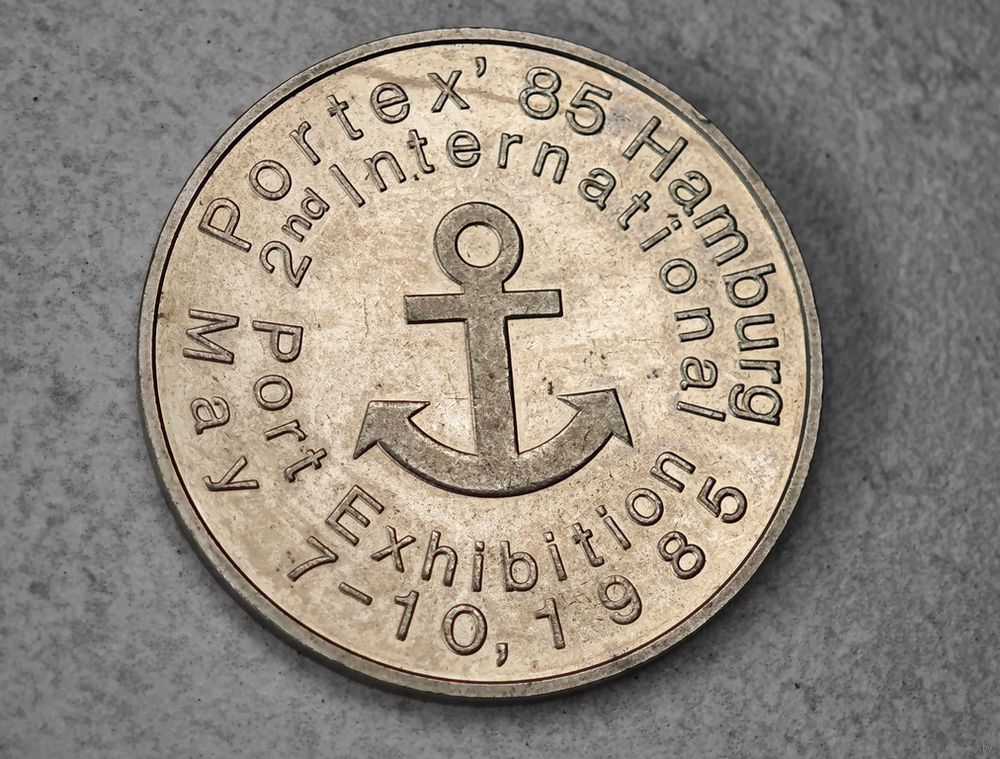 Portex' 85 Hamburg
May 7-10, 1985
2nd International
Port Exhibition